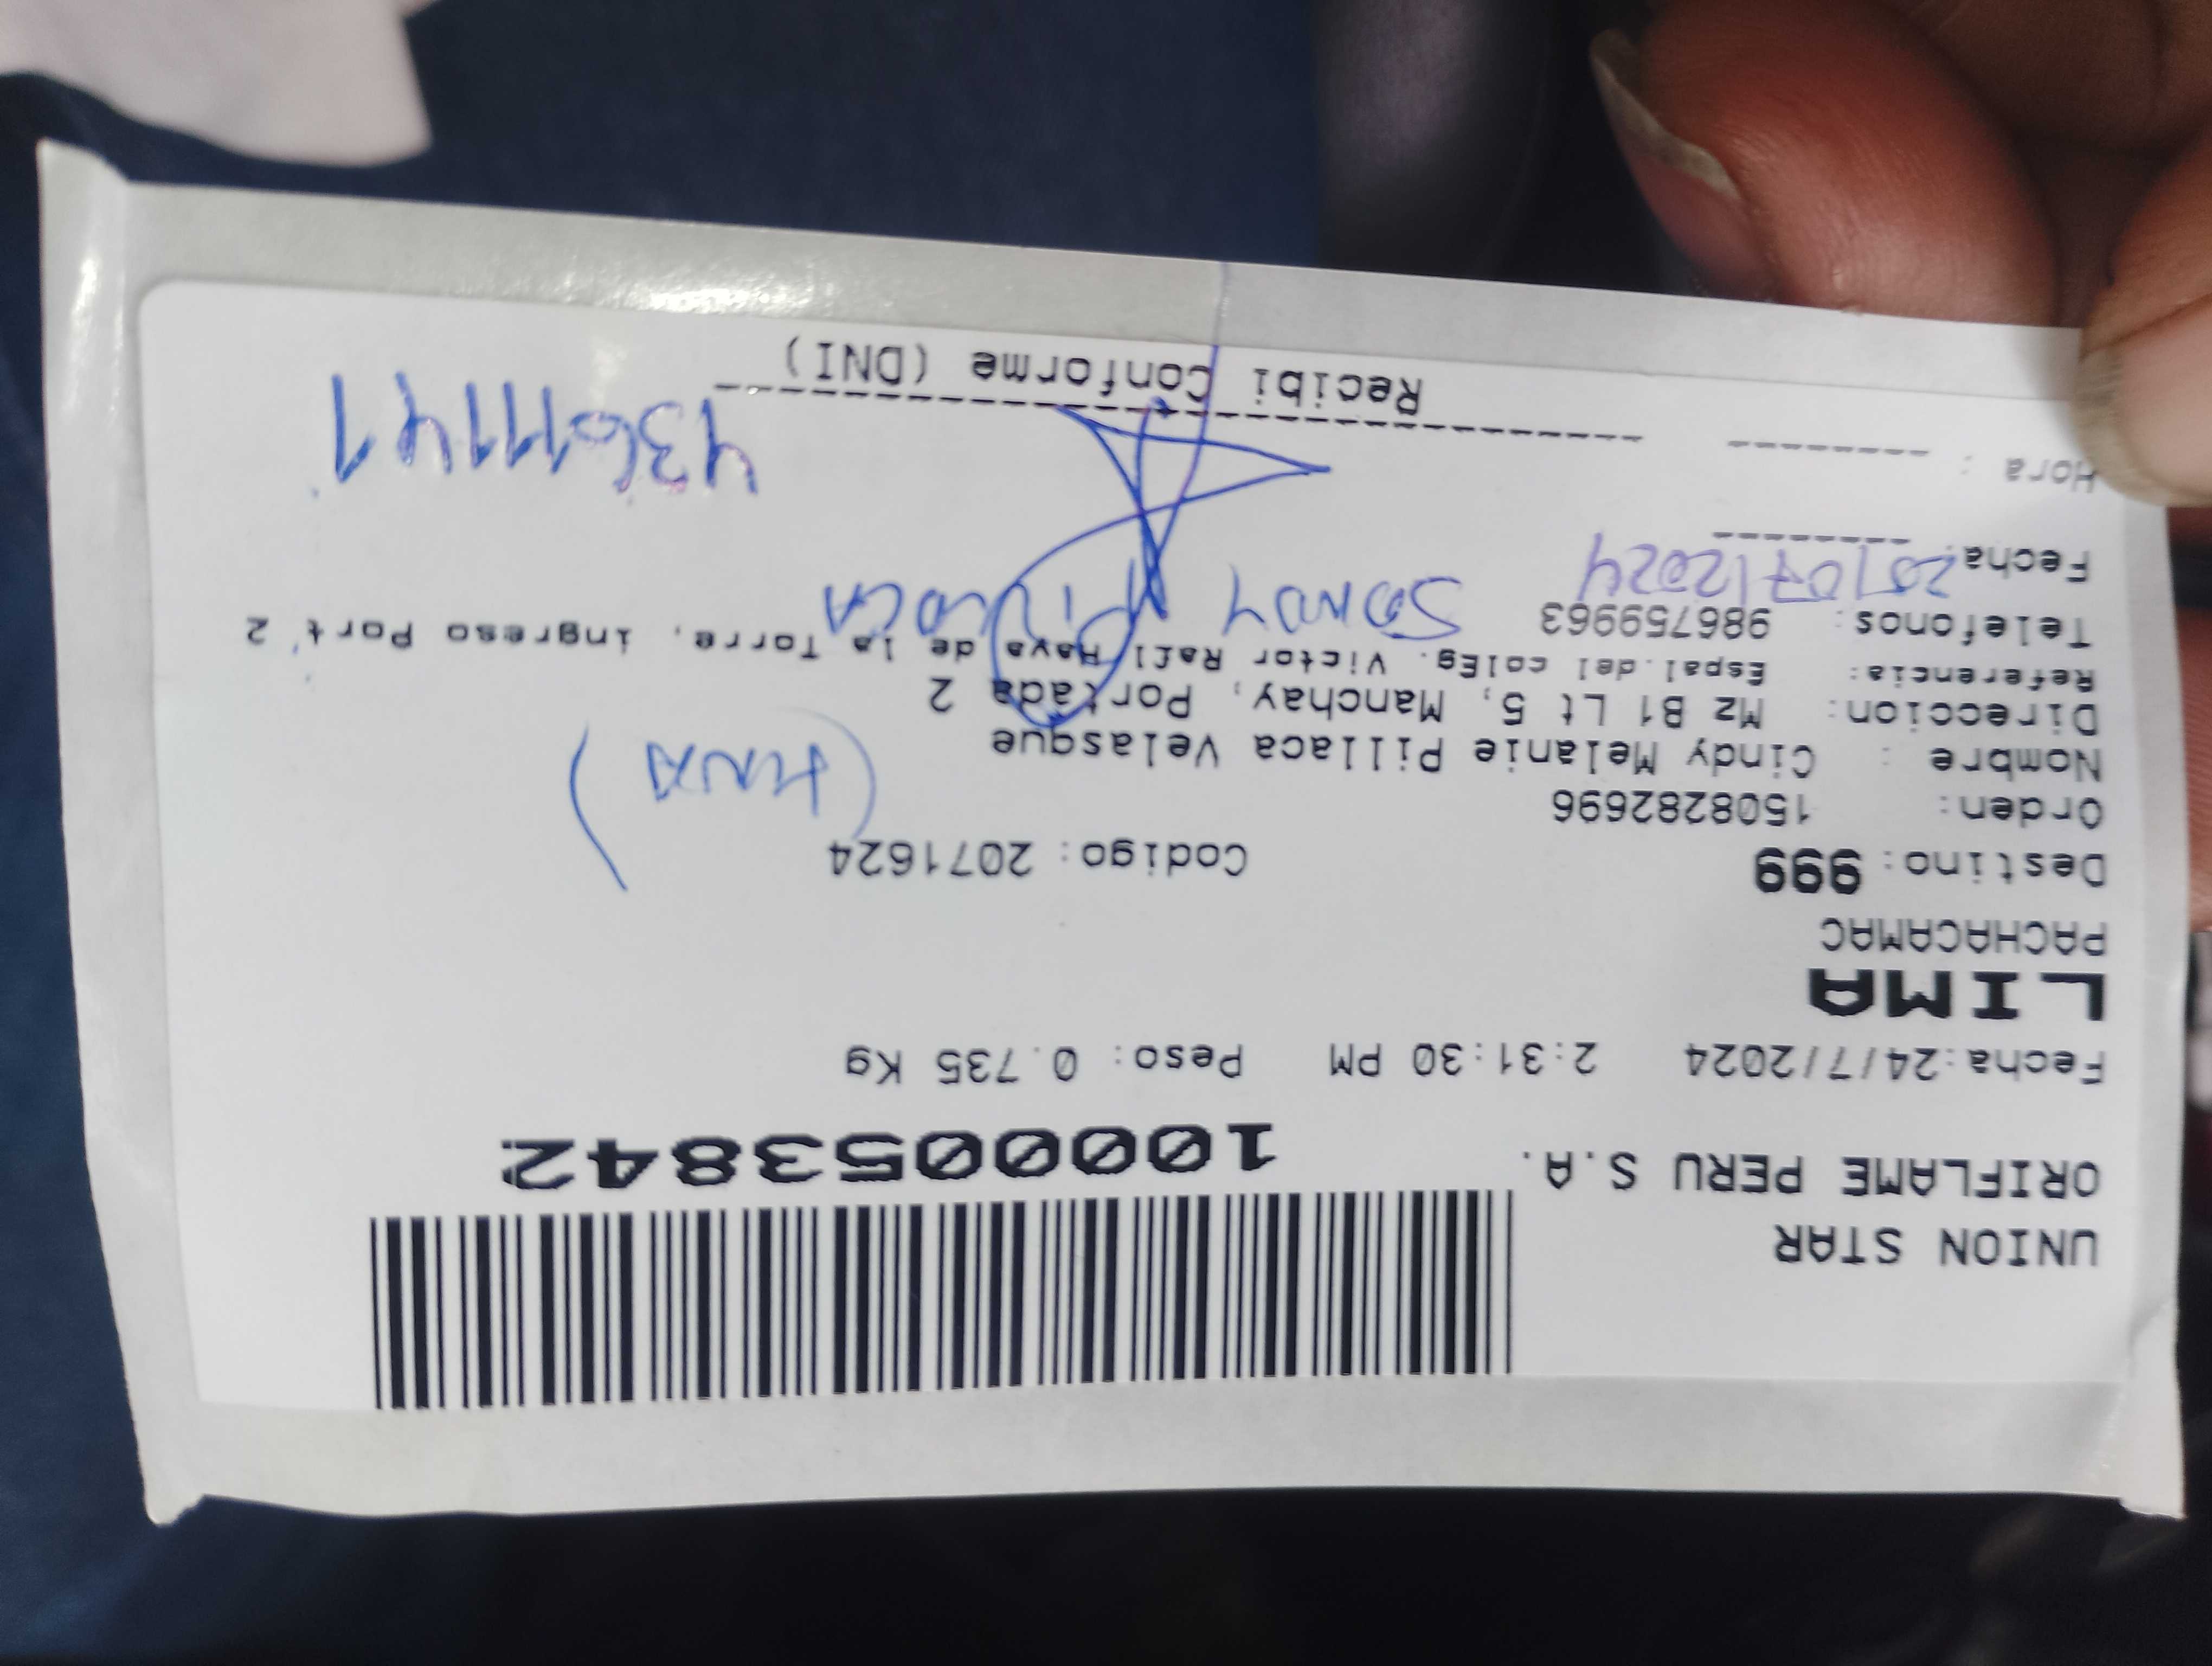 UNION STAR
ORIFLAME PERU S.A.
1000053842
Fecha:24/7/2024 2:31:30 PM Peso: 0.735 Kg
LIMA
PACHACAMAC
Destino: 999 Codigo: 2071624
Orden: 150828269​6
Nombre : Cindy Melanie Pillaca Velasque
Direccion: Mz B1 Lt 5, Manchay, Portada 2
Referencia: Espal.del colEg. Victor Rafl Haya de la Torre, ingreso Port 2
Telefonos: 986759963
Fecha: /07/2024
Hora :
43611141
Recibi Conforme (DNI)